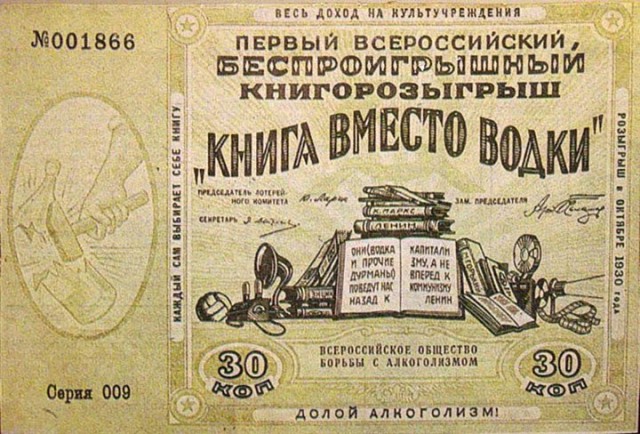 ВЕСЬ ДОХОД НА КУЛЬТУЧРЕЖДЕНИЯ
№001866
ПЕРВЫЙ ВСЕРОССИЙСКИЙ,
БЕСПРОИГРЫШНЫЙ
КНИГОРОЗЫГРЫШ
"КНИГА ВМЕСТО ВОДКИ"
КАЖДЫЙ САМ ВЫБИРАЕТ СЕБЕ КНИГУ
РОЗЫГРЫШ В ОКТЯБРЕ 1930 года
ПРЕДСЕДАТЕЛЬ ЛОТЕРЕЙ-
НОГО КОМИТЕТА
ЗАМ. ПРЕДСЕДАТЕЛЯ
СЕКРЕТАРЬ
К. МАРКС
ЛЕНИН
ОНИ (ВОДКА
И ПРОЧИЕ
ДУРМАНЫ)
ПОВЕДУТ НАС
НАЗАД К
КАПИТАЛИ
ЗМУ, А НЕ
ВПЕРЕД К
КОММУНИЗМУ
ЛЕНИН
30
КОП
ВСЕРОССИЙСКОЕ ОБЩЕСТВО
БОРЬБЫ С АЛКОГОЛИЗМОМ
30
КОП
Серия 009
ДОЛОЙ АЛКОГОЛИЗМ!